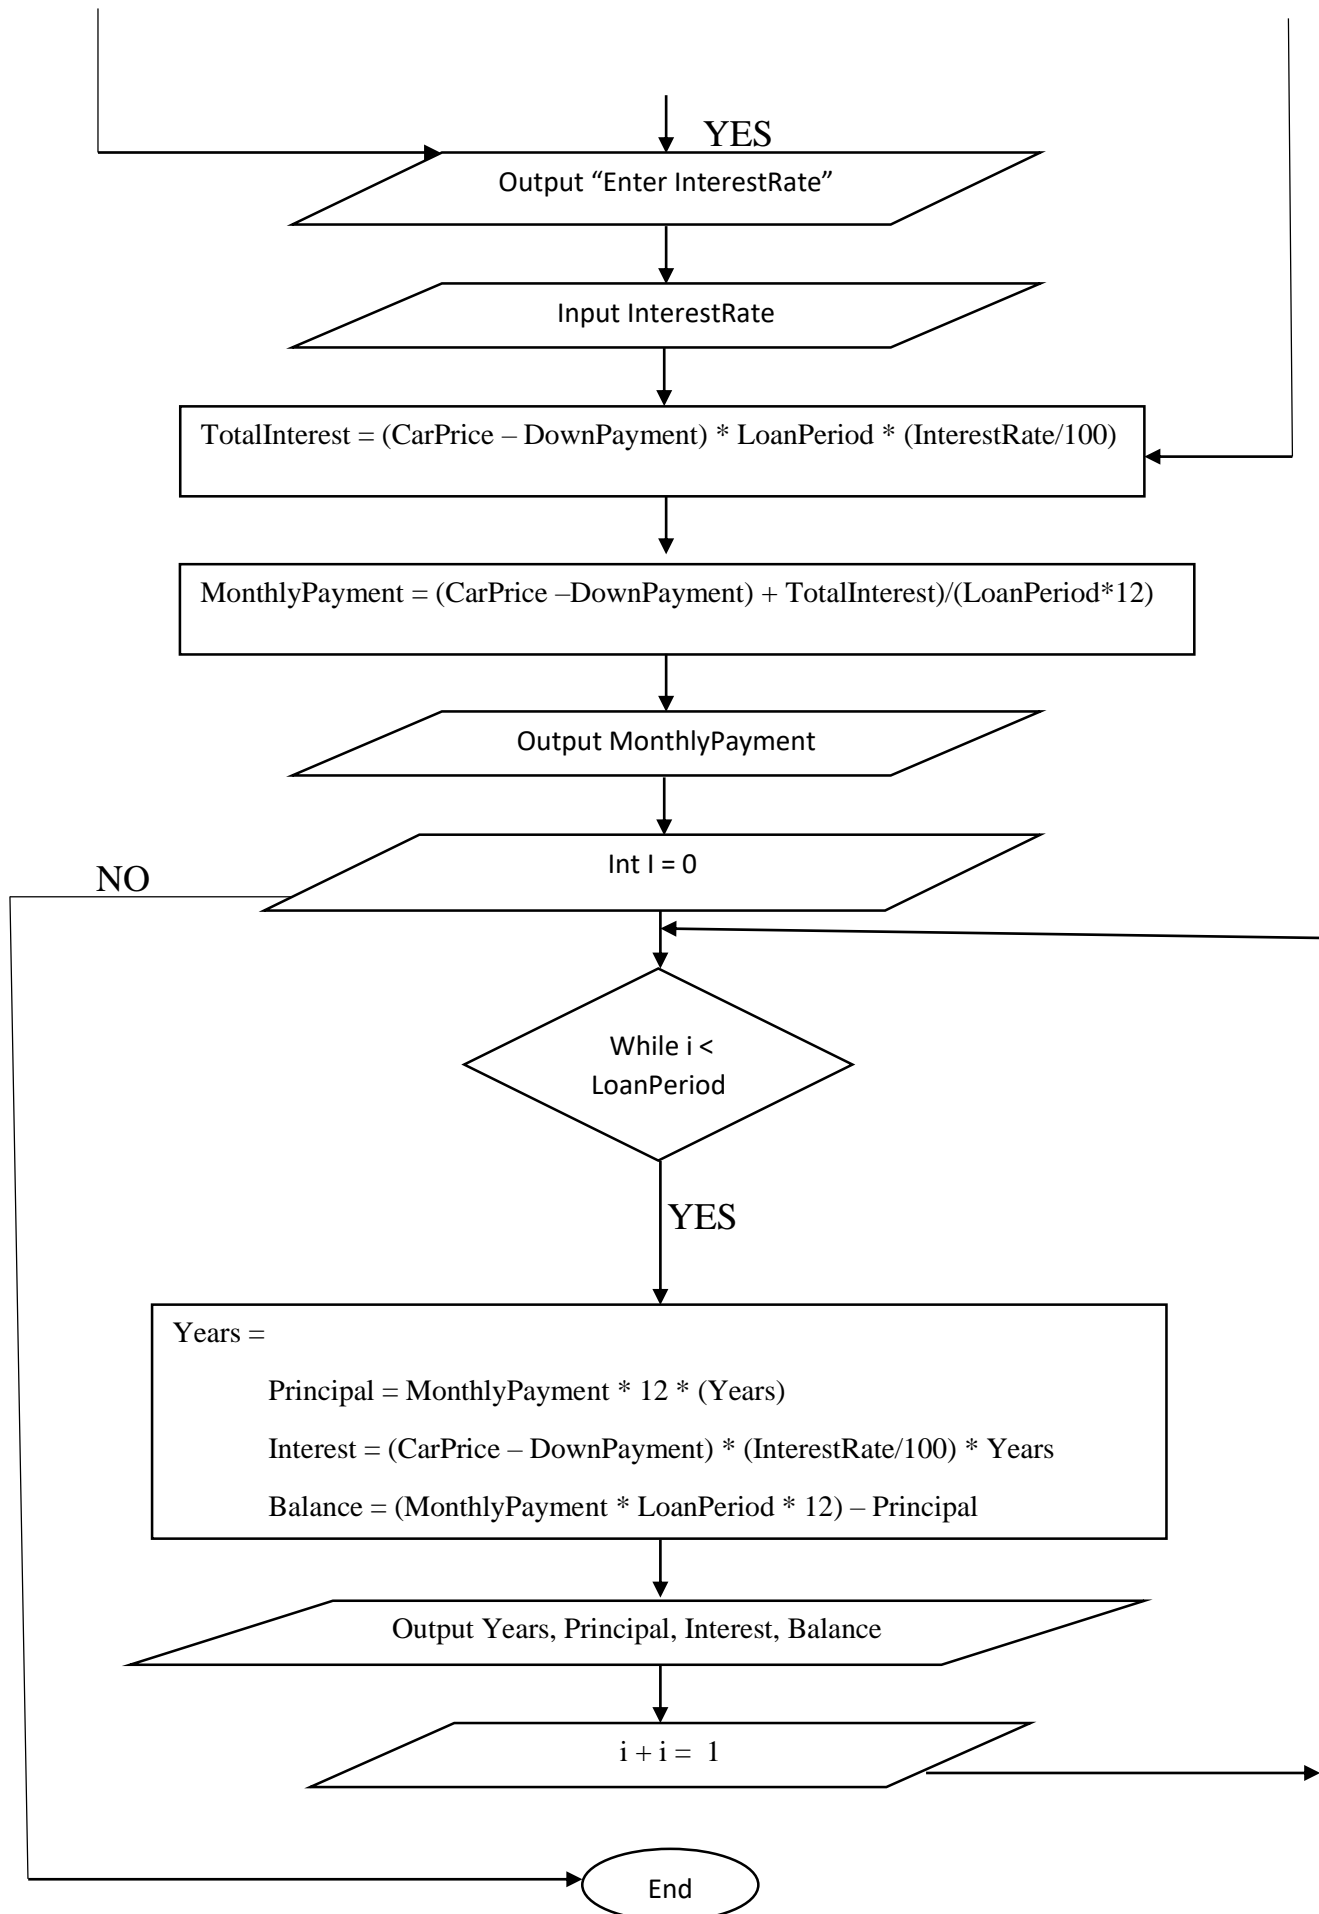 YES
Output “Enter InterestRate”
Input InterestRate
TotalInterest = (CarPrice – DownPayment) * LoanPeriod * (InterestRate/100)
MonthlyPayment = (CarPrice –DownPayment) + TotalInterest)/(LoanPeriod*12)
Output MonthlyPayment
Int I = 0
NO
While i <
LoanPeriod
YES
Years =
Principal = MonthlyPayment * 12 * (Years)
Interest = (CarPrice – DownPayment) * (InterestRate/100) * Years
Balance = (MonthlyPayment * LoanPeriod * 12) – Principal
Output Years, Principal, Interest, Balance
i + i = 1
End